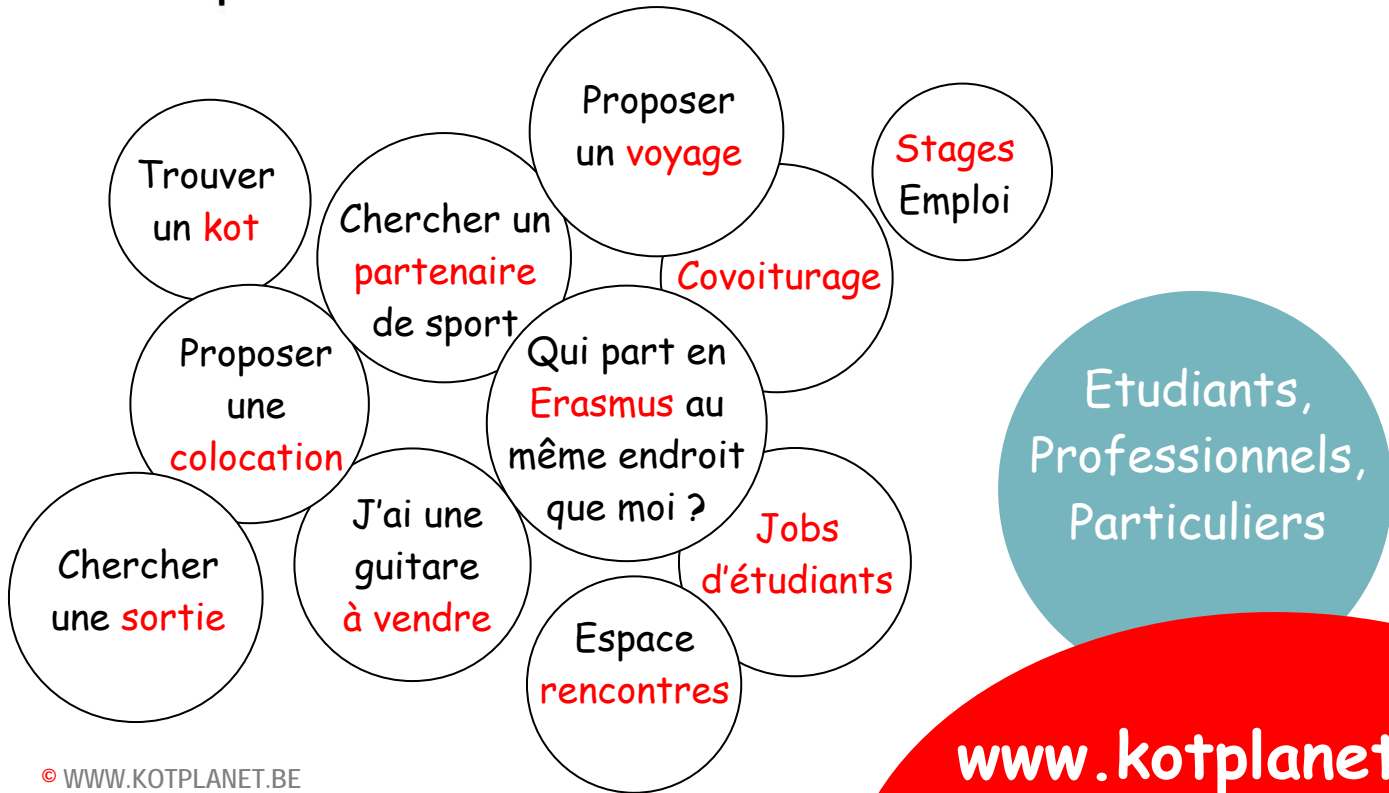 Proposer
un voyage
Stages
Emploi
Trouver
un kot
Chercher un
partenaire
de sport
Covoiturage
Proposer
une
colocation
Qui part en
Erasmus au
même endroit
que moi ?
Etudiants,
Professionnels,
Particuliers
Chercher
une sortie
J'ai une
guitare
à vendre
Jobs
d'étudiants
Espace
rencontres
www.kotplanet
© WWW.KOTPLANET.BE